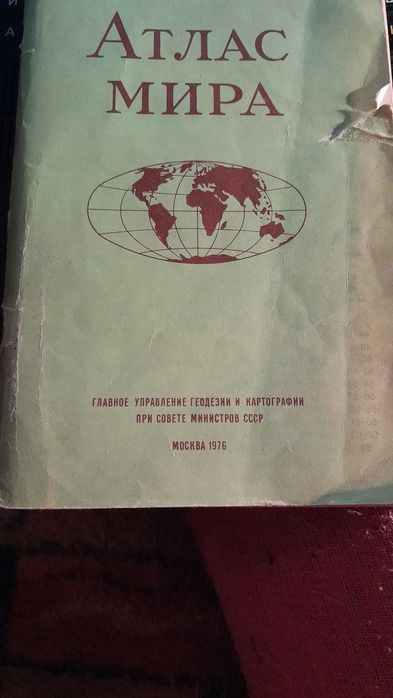 Атлас
МИРА
ГЛАВНОЕ УПРАВЛЕНИЕ ГЕОДЕЗИИ И КАРТОГРАФИИ
ПРИ СОВЕТЕ МИНИСТРОВ СССР
МОСКВА 1976